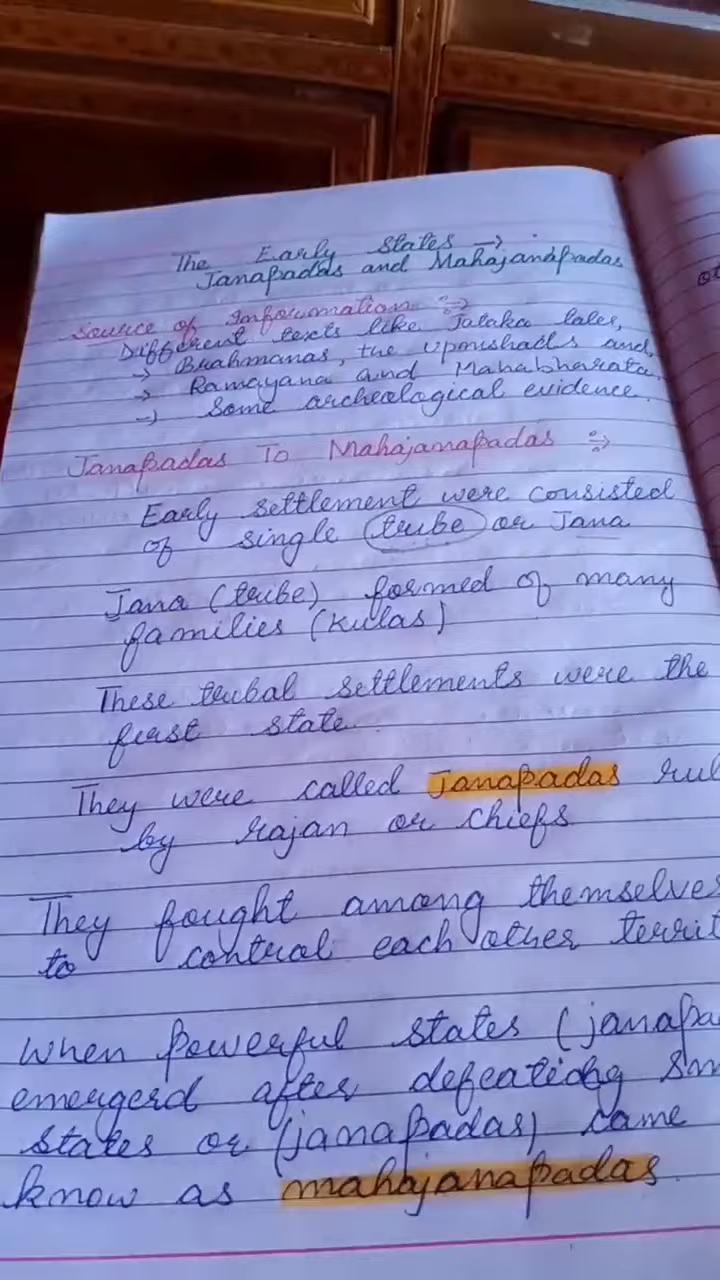 The Early States →
Janapadas and Mahajanapadas
Source of Information :->
Different texts like Jataka tales,
→ Brahmanas, the Upnishads and,
→ Ramayana and Mahabharata.
→ Some archeological evidence.
Janapadas To Mahajanapadas :->
Early settlement were consisted
of single tribe or Jana
Jana (tribe) formed of many
families (Kulas)
These tribal settlements were the
first state
They were called Janapadas rul
by rajan or chiefs
They fought among themselves
to control each other territ
When powerful states (janapa
emergerd after defeatidng sm
states or (janapadas) came
know as mahajanapadas.